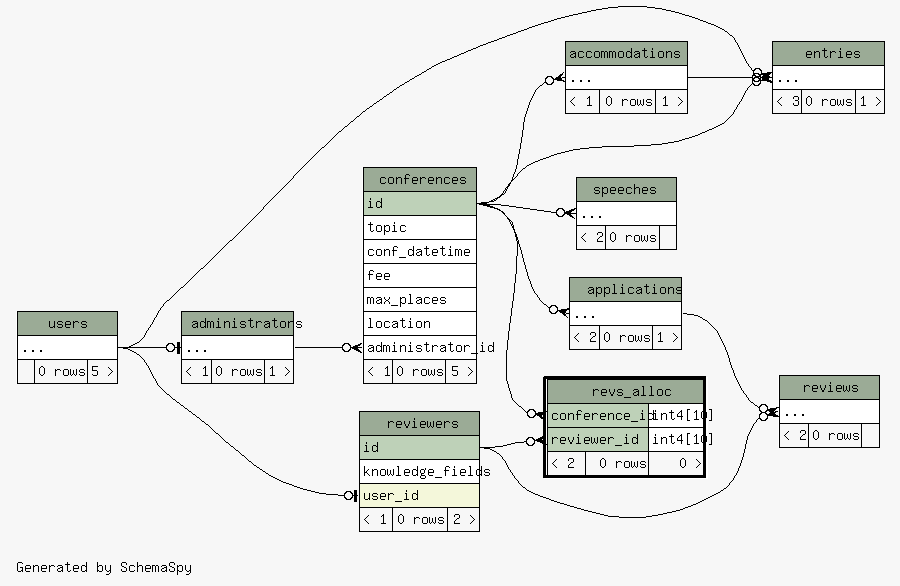 accommodations
...
< 1 0 rows 1 >
entries
...
< 3 0 rows 1 >
conferences
id
topic
conf_datetime
fee
max_places
location
administrator_id
< 1 0 rows 5 >
speeches
...
< 2 0 rows
applications
...
< 2 0 rows 1 >
users
...
0 rows 5 >
administrators
...
< 1 0 rows 1 >
revs_alloc
conference_id int4[10]
reviewer_id int4[10]
< 2 0 rows 0 >
reviews
...
< 2 0 rows
reviewers
id
knowledge_fields
user_id
< 1 0 rows 2 >
Generated by SchemaSpy